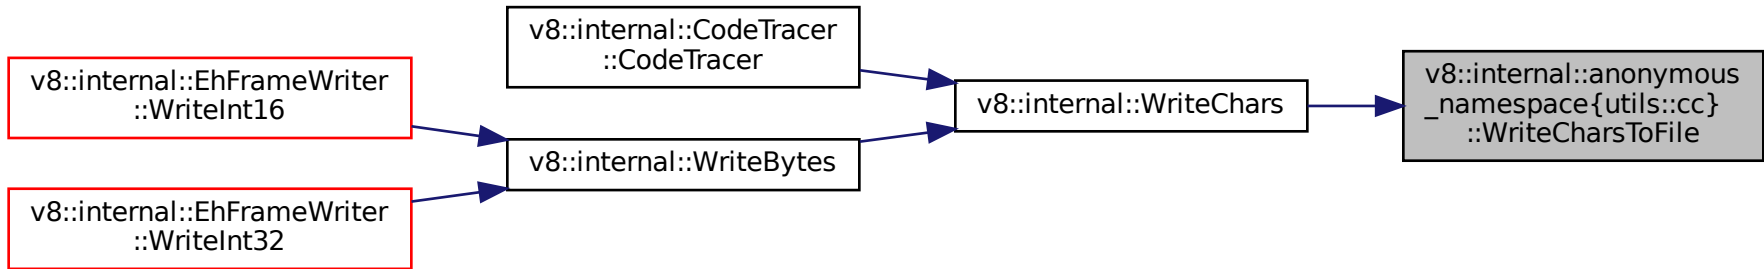 v8::internal::EhFrameWriter
::WriteInt16
v8::internal::EhFrameWriter
::WriteInt32
v8::internal::CodeTracer
::CodeTracer
v8::internal::WriteBytes
v8::internal::WriteChars
v8::internal::anonymous
_namespace{utils::cc}
::WriteCharsToFile